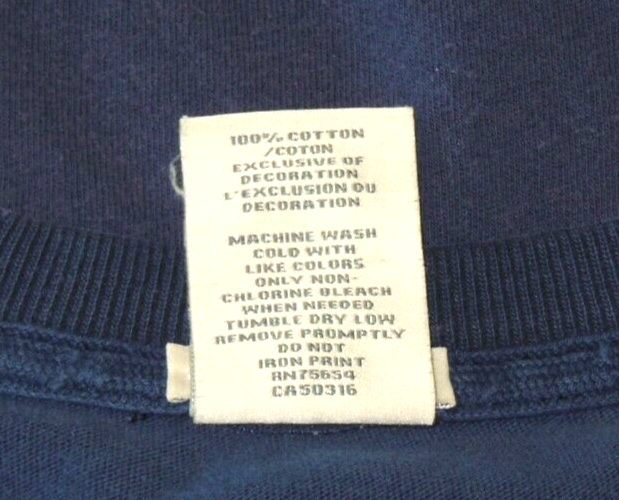 100% COTTON
/COTON
EXCLUSIVE OF
DECORATION
L'EXCLUSION DU
DECORATION
MACHINE WASH
COLD WITH
LIKE COLORS
ONLY NON-
CHLORINE BLEACH
WHEN NEEDED
TUMBLE DRY LOW
REMOVE PROMPTLY
DO NOT
IRON PRINT
RN75654
CA50316